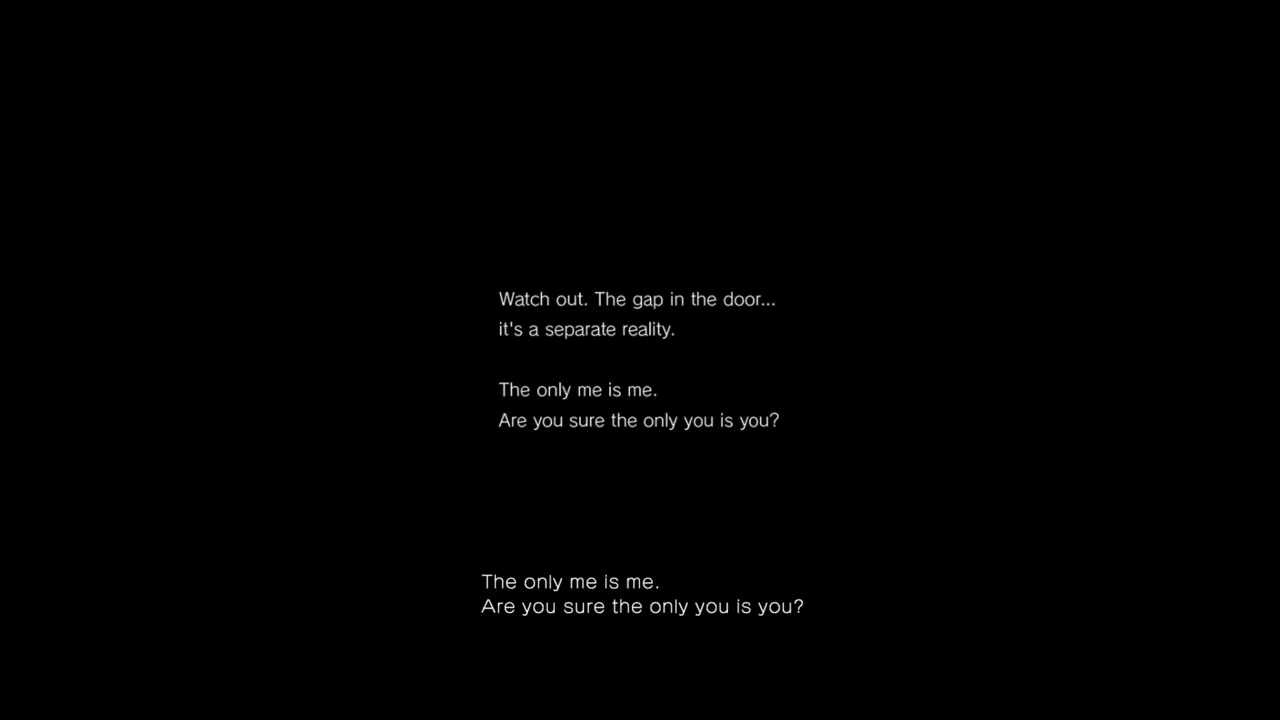 Watch out. The gap in the door...
it's a separate reality.
The only me is me.
Are you sure the only you is you?
The only me is me.
Are you sure the only you is you?